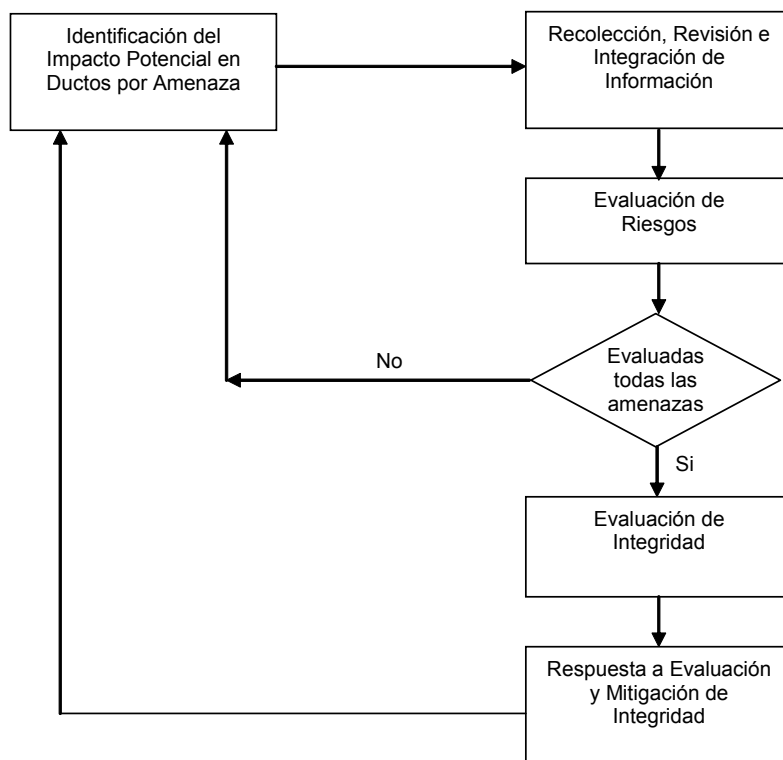 Identificación del
Impacto Potencial en
Ductos por Amenaza
Recolección, Revisión e
Integración de
Información
Evaluación de
Riesgos
Evaluadas
todas las
amenazas
No
Si
Evaluación de
Integridad
Respuesta a Evaluación
y Mitigación de
Integridad